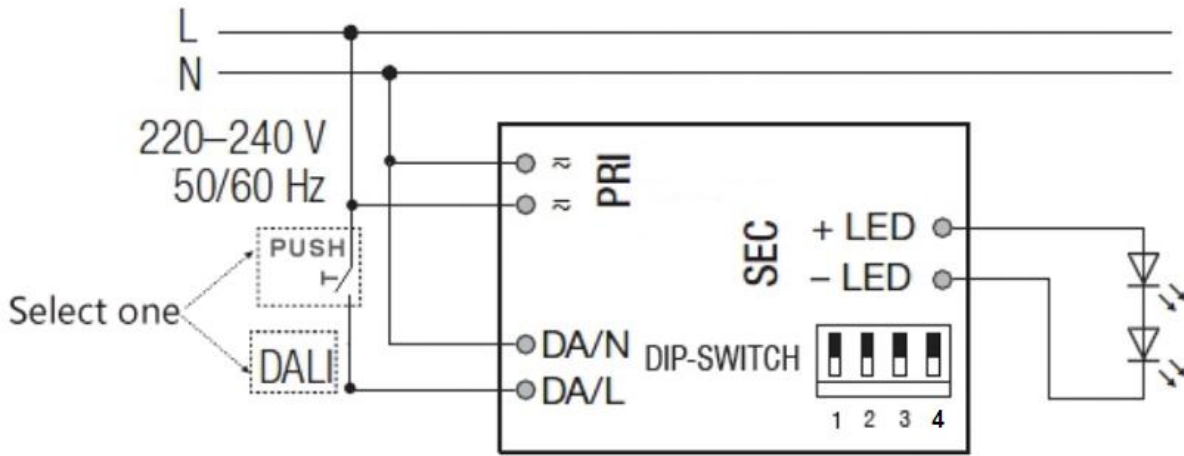 L
N
220–240 V
50/60 Hz
≂ PRI
≂
PUSH
Select one
DALI
SEC
+ LED
– LED
DA/N
DA/L
DIP-SWITCH
1 2 3 4